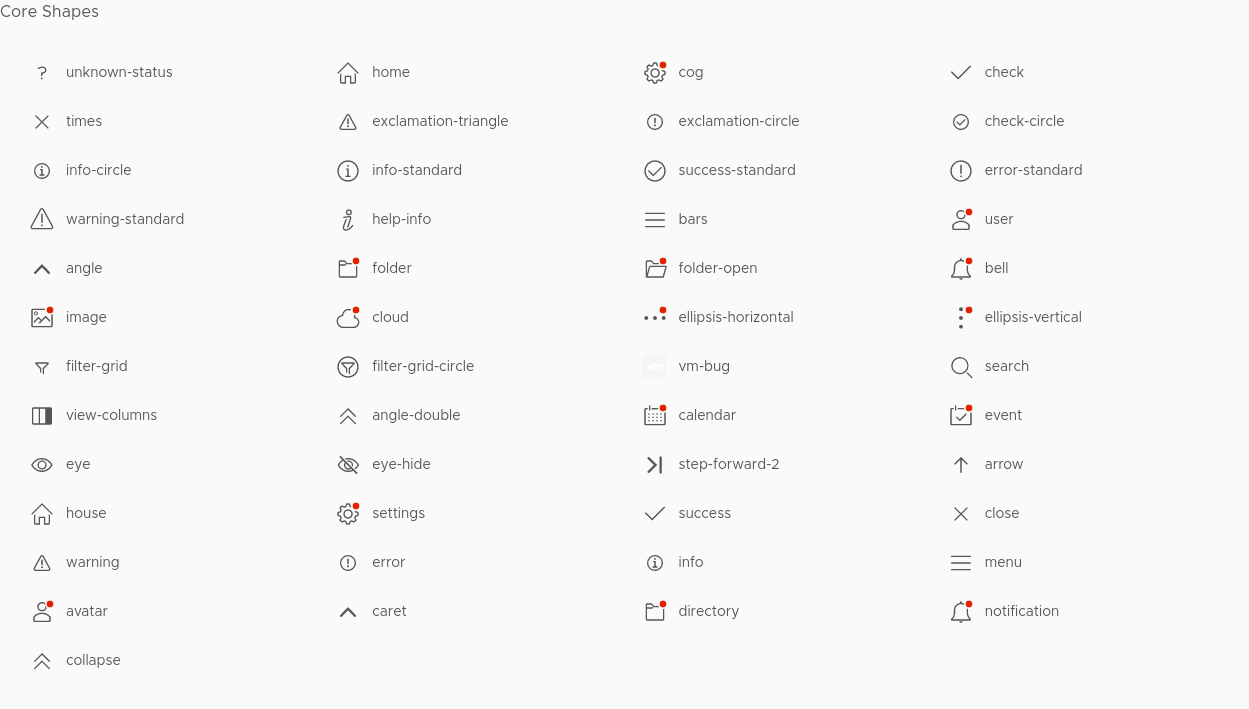 Core Shapes
unknown-status home cog check
times exclamation-triangle exclamation-circle check-circle
info-circle info-standard success-standard error-standard
warning-standard help-info bars user
angle folder folder-open bell
image cloud ellipsis-horizontal ellipsis-vertical
filter-grid filter-grid-circle vm vm-bug search
view-columns angle-double calendar event
eye eye-hide step-forward-2 arrow
house settings success close
warning error info menu
avatar caret directory notification
collapse